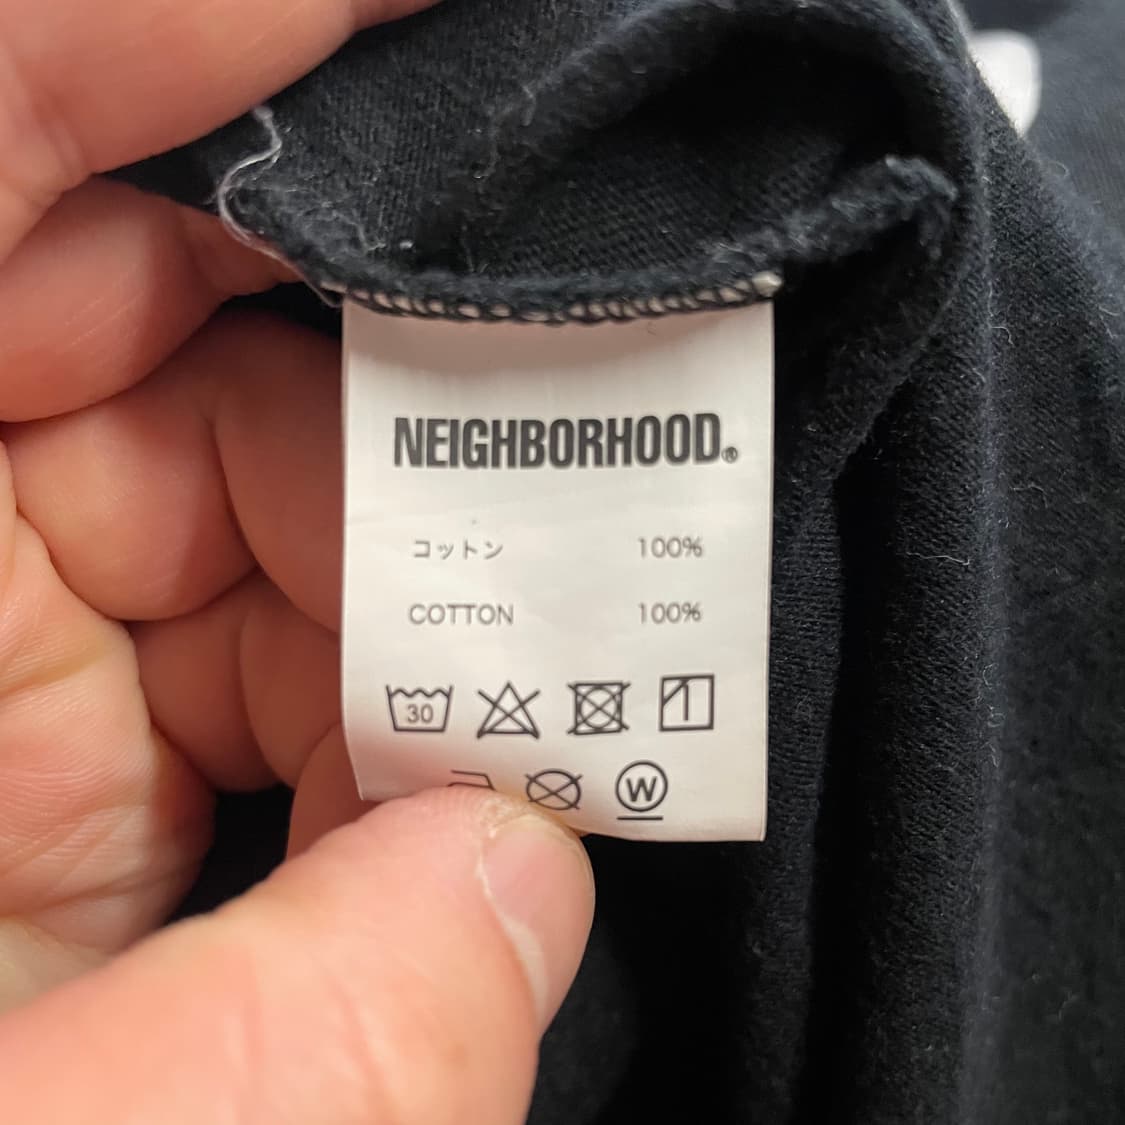 NEIGHBORHOOD®
コットン 100%
COTTON 100%
30
W